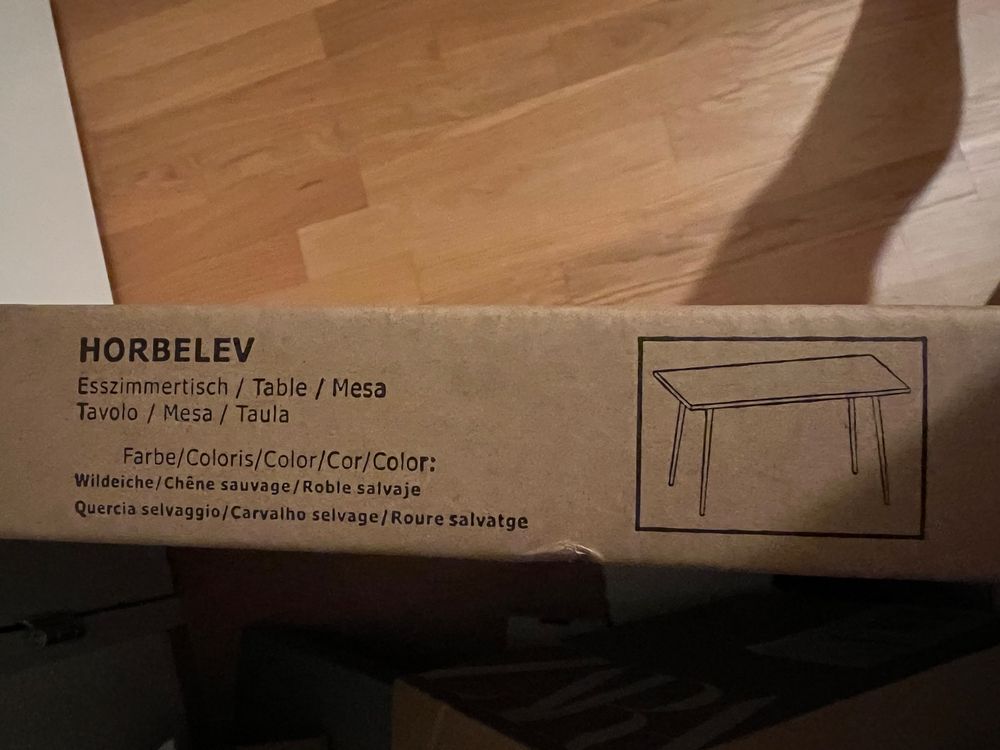 HORBELEV
Esszimmertisch / Table / Mesa
Tavolo / Mesa / Taula
Farbe/Coloris/Color/Cor/Color:
Wildeiche/Chêne sauvage/Roble salvaje
Quercia selvaggio/Carvalho selvage/Roure salvatge